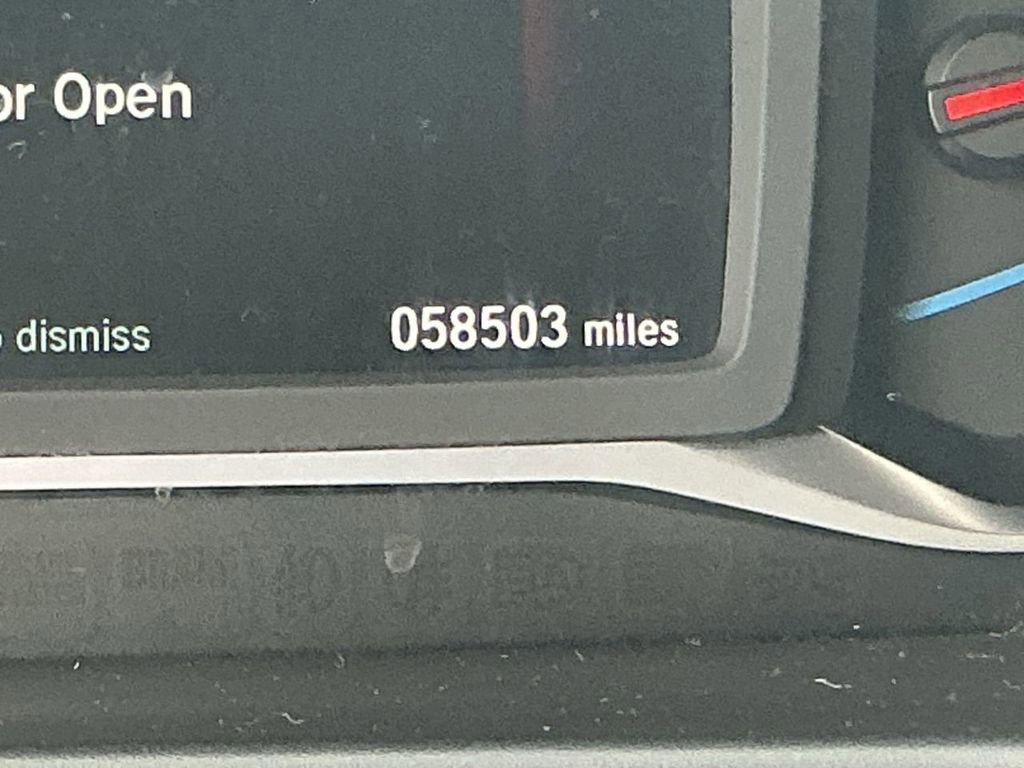 or Open
dismiss
058503 miles